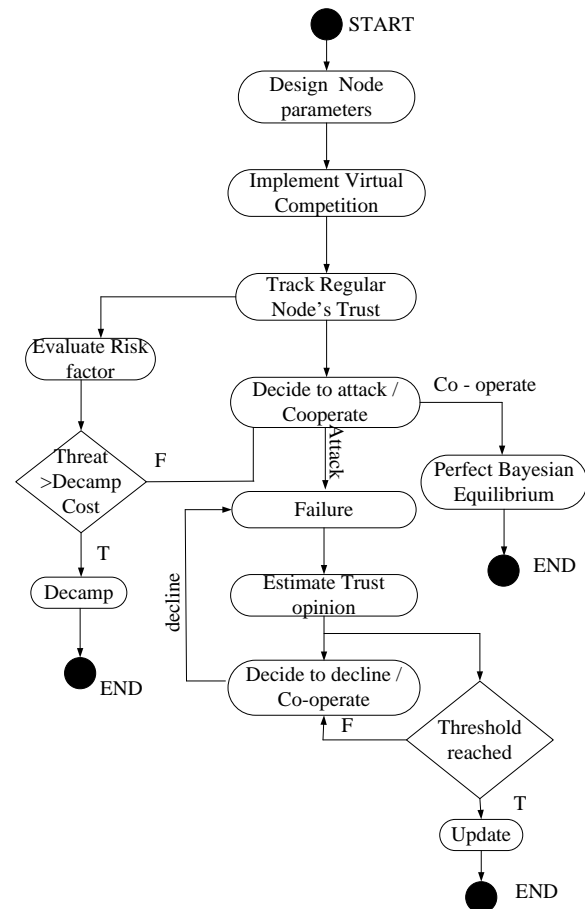 START
Design Node
parameters
Implement Virtual
Competition
Track Regular
Node's Trust
Evaluate Risk
factor
Decide to attack /
Cooperate
Co - operate
Threat
>Decamp
Cost
F
Attack
Perfect Bayesian
Equilibrium
Failure
T
END
Decamp
Estimate Trust
opinion
decline
END
Decide to decline /
Co-operate
F
Threshold
reached
T
Update
END